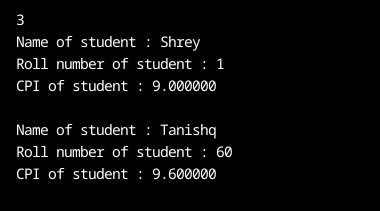 3
Name of student : Shrey
Roll number of student : 1
CPI of student : 9.000000

Name of student : Tanishq
Roll number of student : 60
CPI of student : 9.600000